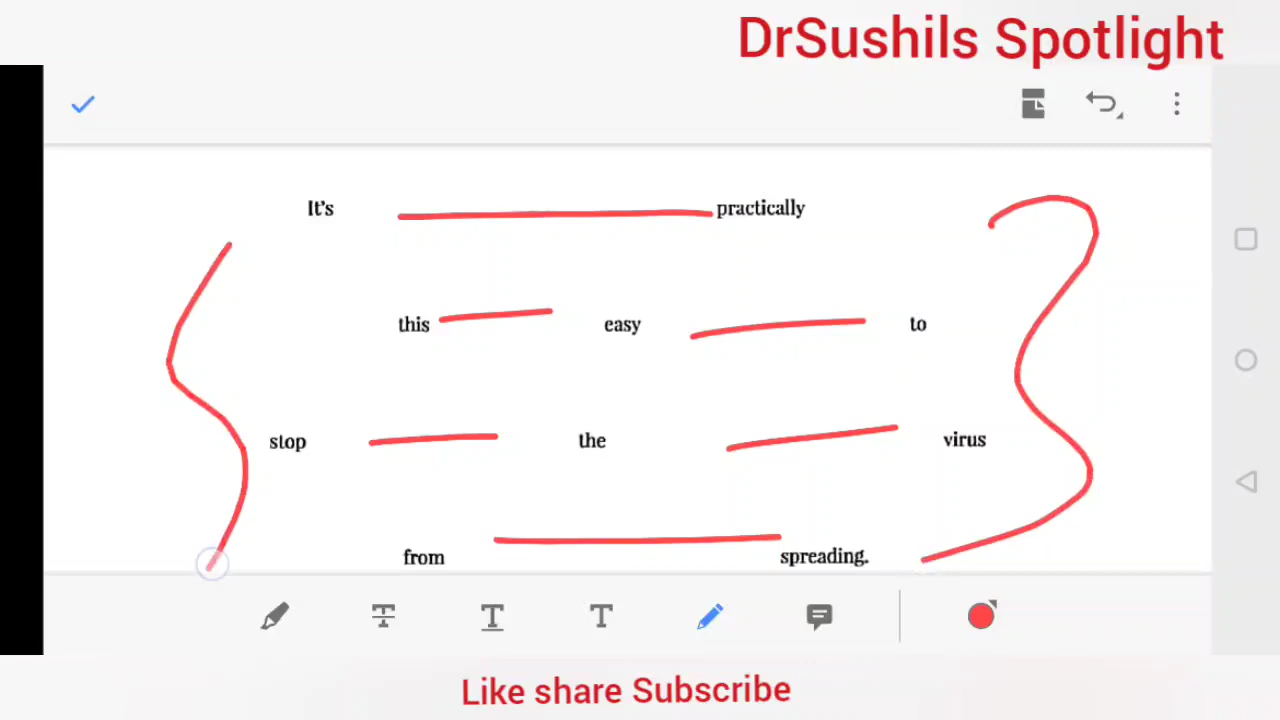 DrSushils Spotlight
It's practically
this easy to
stop the virus
from spreading.
Like share Subscribe